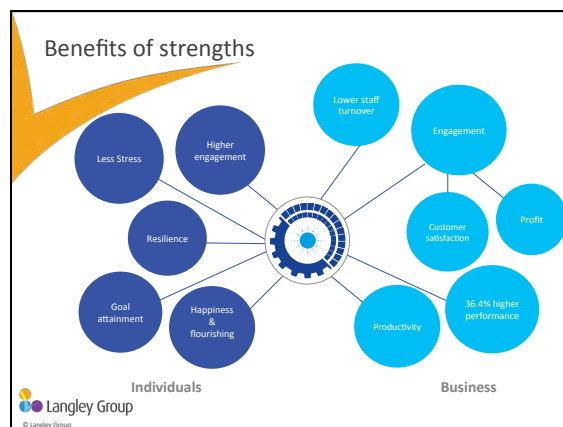 Benefits of strengths
Less Stress
Higher
engagement
Resilience
Goal
attainment
Happiness
&
flourishing
Individuals
Lower staff
turnover
Engagement
Customer
satisfaction
Profit
36.4% higher
performance
Productivity
Business
Langley Group
© Langley Group